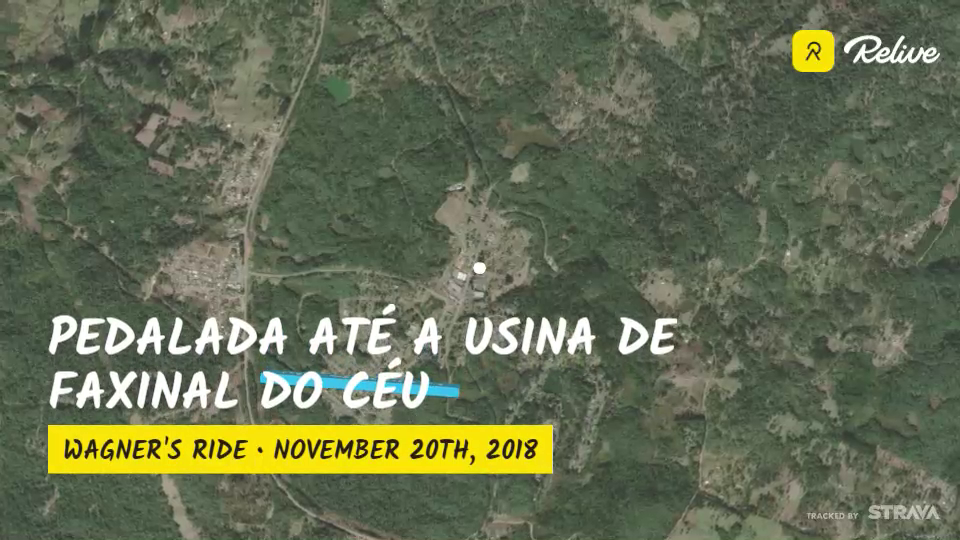 Relive
PEDALADA ATÉ A USINA DE
FAXINAL DO CÉU
WAGNER'S RIDE · NOVEMBER 20TH, 2018
TRACKED BY STRAVA